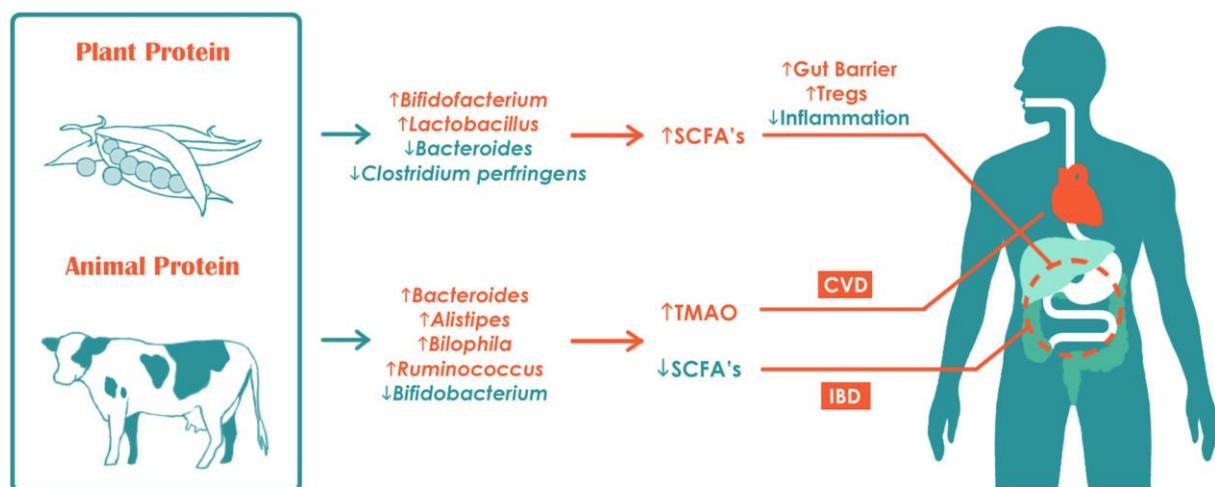 Plant Protein
↑Bifidofacterium
↑Lactobacillus
↓Bacteroides
↓Clostridium perfringens
↑SCFA's
↑Gut Barrier
↑Tregs
↓Inflammation
Animal Protein
↑Bacteroides
↑Alistipes
↑Bilophila
↑Ruminococcus
↓Bifidobacterium
↑TMAO
CVD
↓SCFA's
IBD